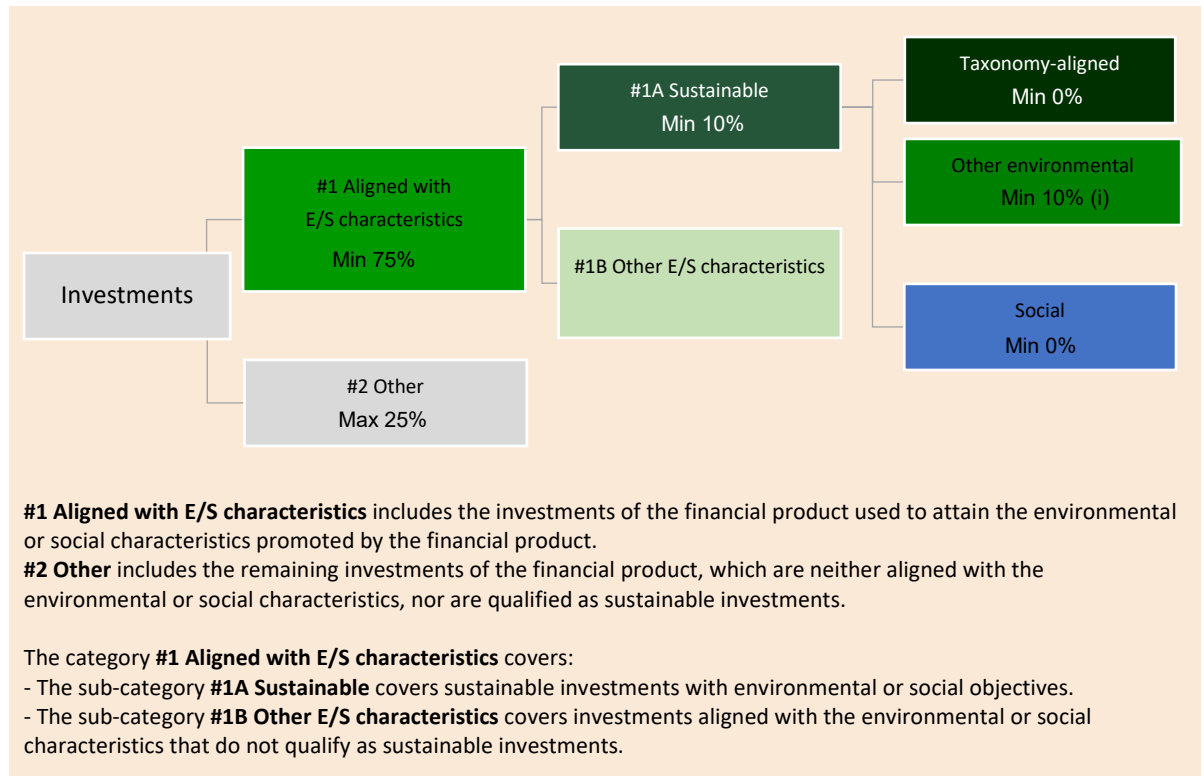 Investments
#1 Aligned with
E/S characteristics
Min 75%
#2 Other
Max 25%
#1A Sustainable
Min 10%
#1B Other E/S characteristics
Taxonomy-aligned
Min 0%
Other environmental
Min 10% (i)
Social
Min 0%
#1 Aligned with E/S characteristics includes the investments of the financial product used to attain the environmental
or social characteristics promoted by the financial product.
#2 Other includes the remaining investments of the financial product, which are neither aligned with the
environmental or social characteristics, nor are qualified as sustainable investments.
The category #1 Aligned with E/S characteristics covers:
- The sub-category #1A Sustainable covers sustainable investments with environmental or social objectives.
- The sub-category #1B Other E/S characteristics covers investments aligned with the environmental or social
characteristics that do not qualify as sustainable investments.